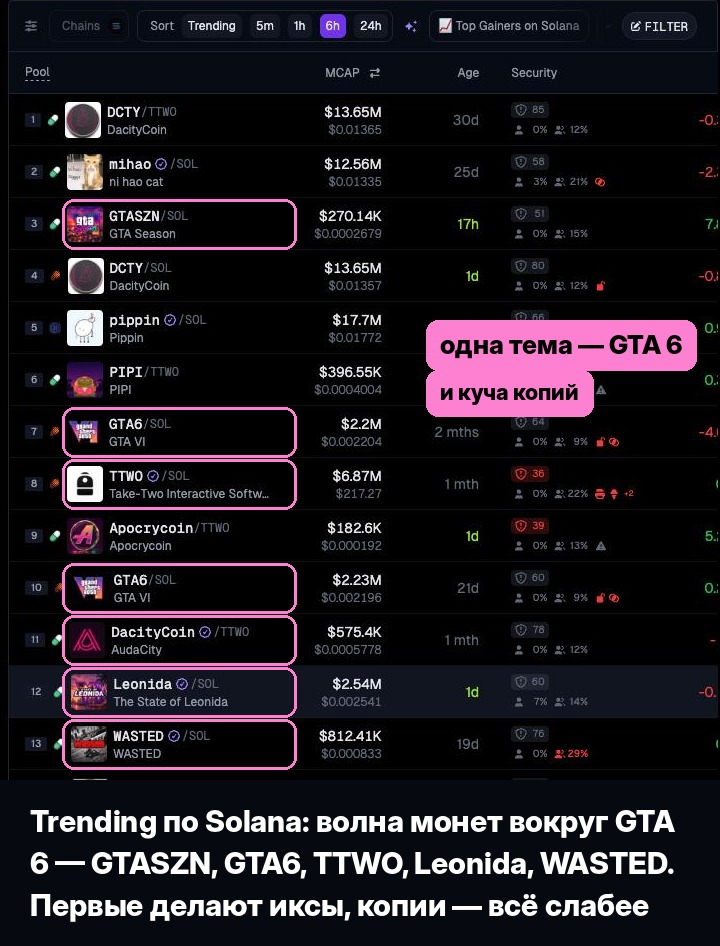 Chains
Sort Trending 5m 1h 6h 24h
Top Gainers on Solana
FILTER
Pool MCAP Age Security
1 DCTY/TTWO $13.65M 30d 85
DacityCoin $0.01365 0% 12%
2 mihao /SOL $12.56M 25d 58
ni hao cat $0.01335 3% 21%
3 GTASZN/SOL $270.14K 17h 51
GTA Season $0.0002679 0% 15%
4 DCTY/SOL $13.65M 1d 80
DacityCoin $0.01357 0% 12%
5 pippin /SOL $17.7M
Pippin $0.01772
одна тема — GTA 6
6 PIPI/TTWO $396.55K
PIPI $0.0004004
и куча копий
7 GTA6/SOL $2.2M 2 mths 64
GTA VI $0.002204 0% 9%
8 TTWO /SOL $6.87M 1 mth 36
Take-Two Interactive Softw… $217.27 0% 22% +2
9 Apocrycoin/TTWO $182.6K 1d 39
Apocrycoin $0.000192 0% 13%
10 GTA6/SOL $2.23M 21d 60
GTA VI $0.002196 0% 9%
11 DacityCoin /TTWO $575.4K 1 mth 78
AudaCity $0.0005778 0% 12%
12 Leonida /SOL $2.54M 1d 60
The State of Leonida $0.002541 7% 14%
13 WASTED /SOL $812.41K 19d 76
WASTED $0.000833 0% 29%
Trending по Solana: волна монет вокруг GTA
6 — GTASZN, GTA6, TTWO, Leonida, WASTED.
Первые делают иксы, копии — всё слабее